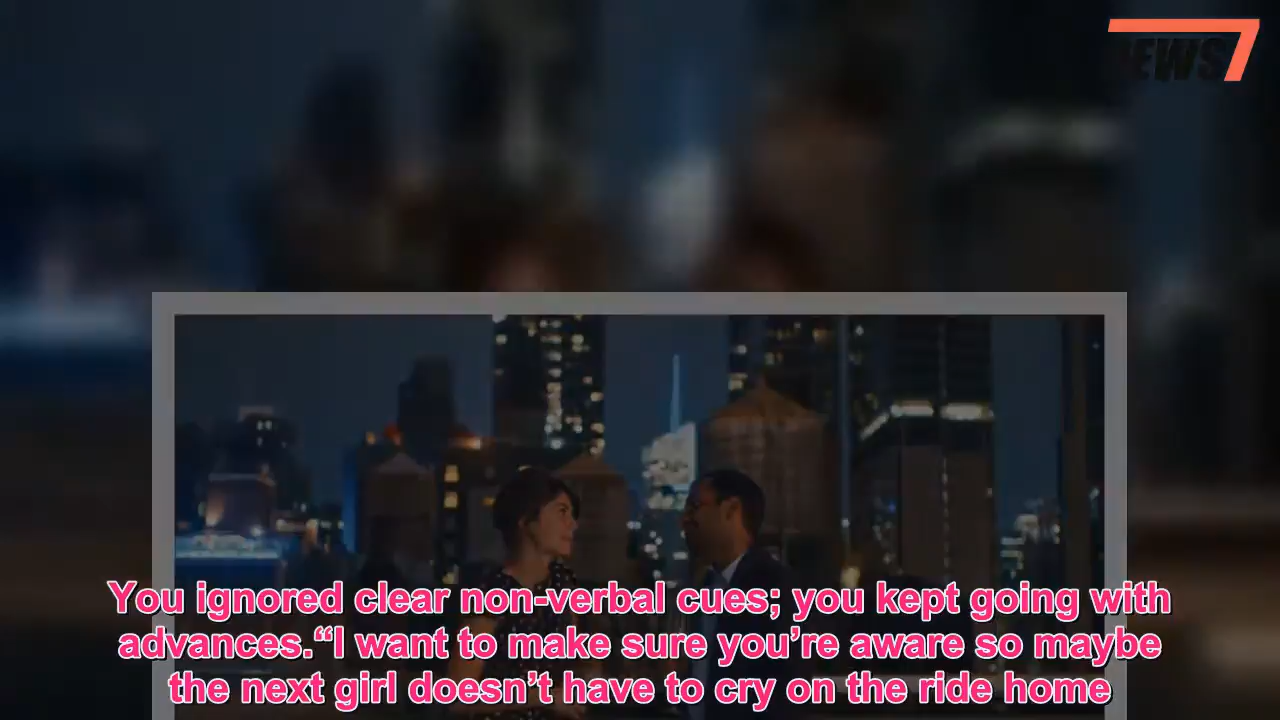 NEWS7
You ignored clear non-verbal cues; you kept going with
advances.“I want to make sure you’re aware so maybe
the next girl doesn’t have to cry on the ride home